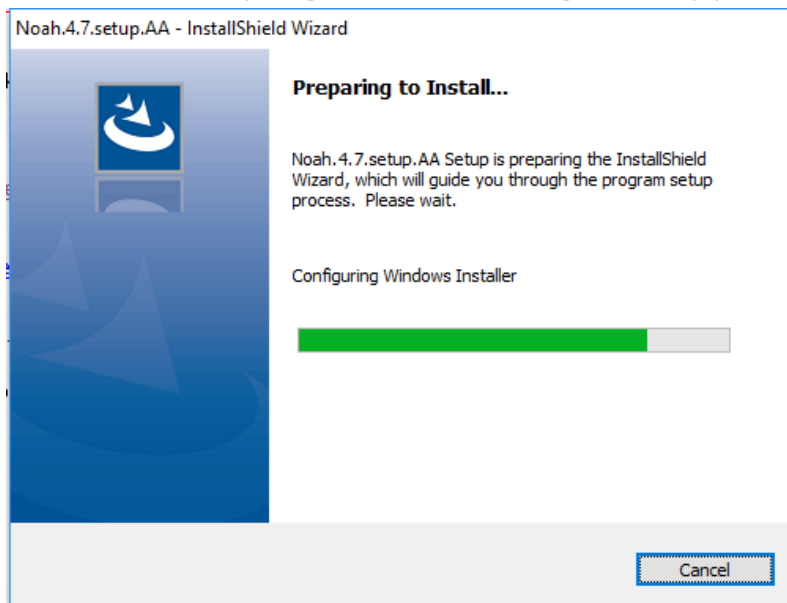 Noah.4.7.setup.AA - InstallShield Wizard
Preparing to Install...
Noah.4.7.setup.AA Setup is preparing the InstallShield
Wizard, which will guide you through the program setup
process. Please wait.
Configuring Windows Installer
Cancel